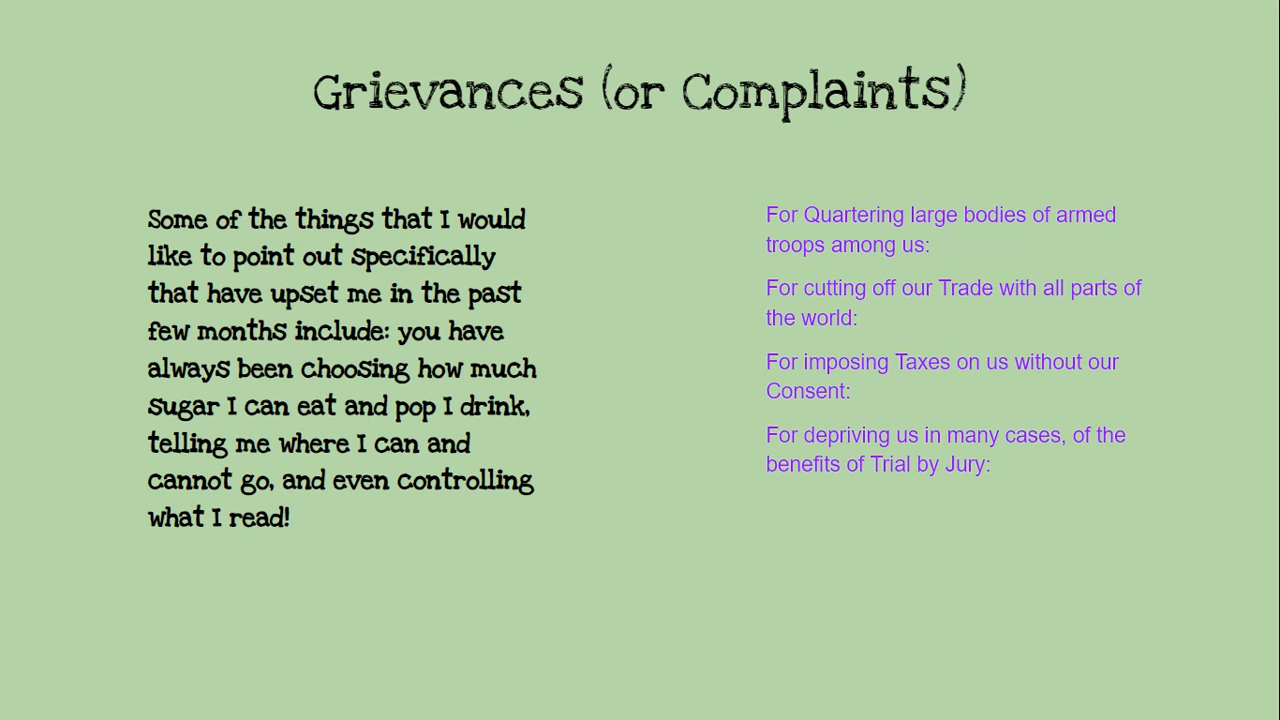 Grievances (or Complaints)
Some of the things that I would
like to point out specifically
that have upset me in the past
few months include: you have
always been choosing how much
sugar I can eat and pop I drink,
telling me where I can and
cannot go, and even controlling
what I read!
For Quartering large bodies of armed
troops among us:
For cutting off our Trade with all parts of
the world:
For imposing Taxes on us without our
Consent:
For depriving us in many cases, of the
benefits of Trial by Jury: